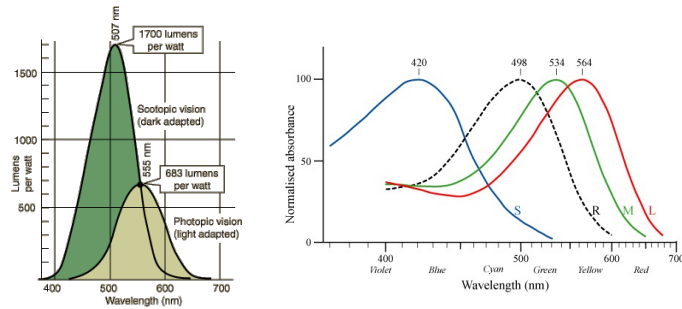 507 nm
1700 lumens
per watt
1500
Scotopic vision
(dark adapted)
1000
555 nm
683 lumens
per watt
Lumens
per watt
500
Photopic vision
(light adapted)
400 500 600 700
Wavelength (nm)
420 498 534 564
100
Normalised absorbance
50
S R M L
0
400 500 600 700
Violet Blue Cyan Green Yellow Red
Wavelength (nm)